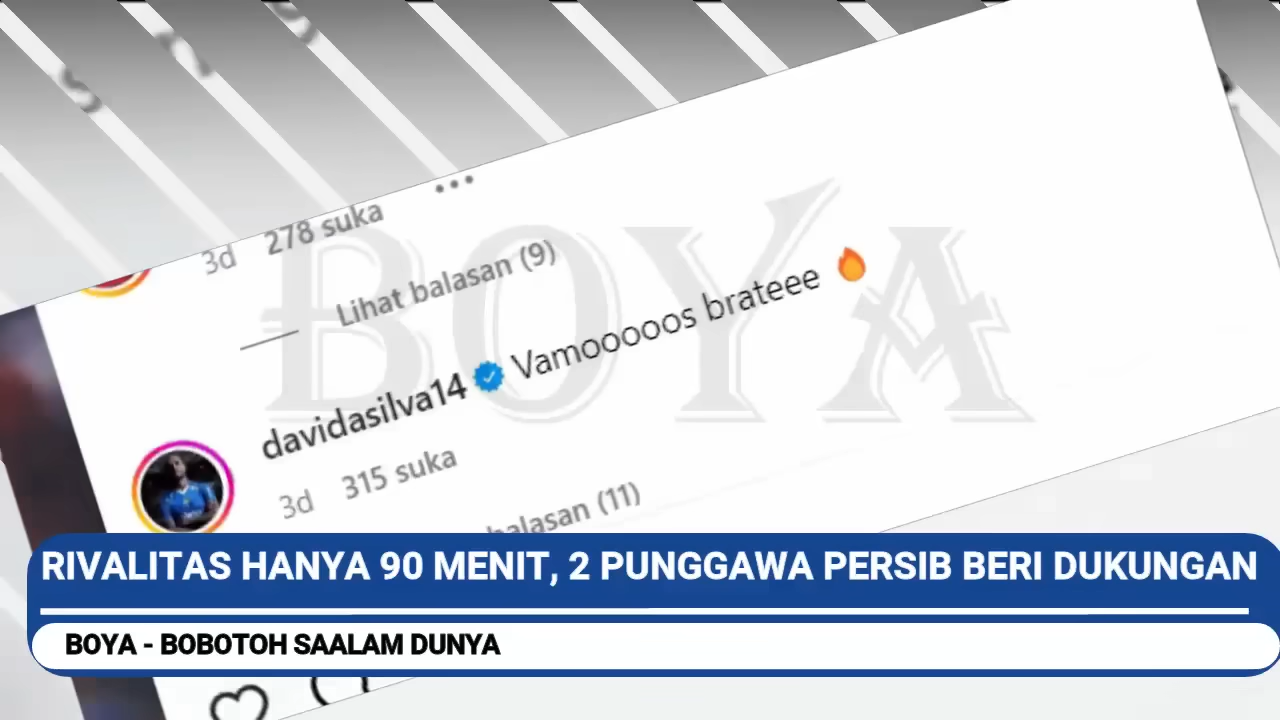 3d 278 suka
Lihat balasan (9)
BOYA
davidasilva14 Vamooooos brateee 🔥
3d 315 suka
balasan (11)
RIVALITAS HANYA 90 MENIT, 2 PUNGGAWA PERSIB BERI DUKUNGAN
BOYA - BOBOTOH SAALAM DUNYA